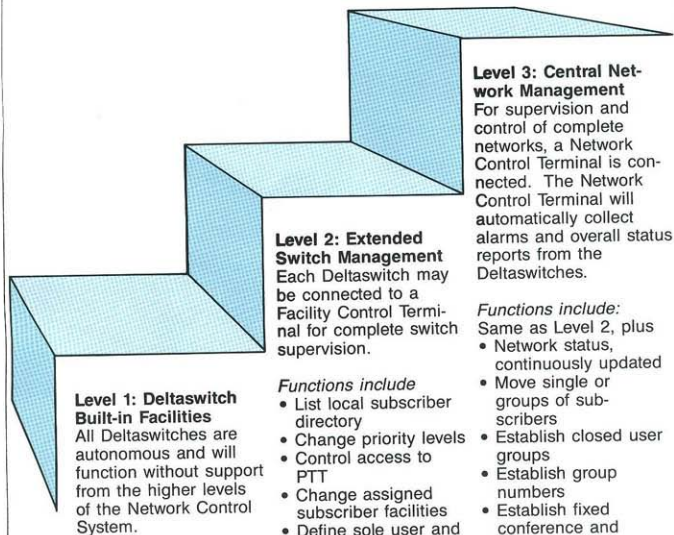 Level 3: Central Net-
work Management
For supervision and
control of complete
networks, a Network
Control Terminal is con-
nected. The Network
Control Terminal will
automatically collect
alarms and overall status
reports from the
Deltaswitches.
Functions include:
Same as Level 2, plus
• Network status,
continuously updated
• Move single or
groups of sub-
scribers
• Establish closed user
groups
• Establish group
numbers
• Establish fixed
conference and
Level 2: Extended
Switch Management
Each Deltaswitch may
be connected to a
Facility Control Termi-
nal for complete switch
supervision.
Functions include
• List local subscriber
directory
• Change priority levels
• Control access to
PTT
• Change assigned
subscriber facilities
• Define sole user and
Level 1: Deltaswitch
Built-in Facilities
All Deltaswitches are
autonomous and will
function without support
from the higher levels
of the Network Control
System.